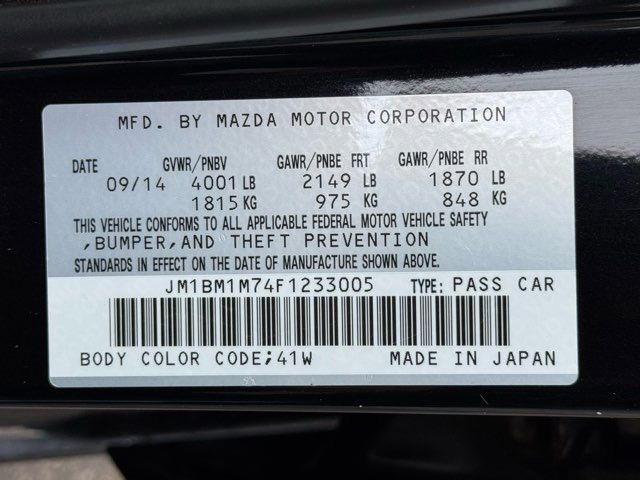 MFD. BY MAZDA MOTOR CORPORATION
DATE GVWR/PNBV GAWR/PNBE FRT GAWR/PNBE RR
09/14 4001 LB 2149 LB 1870 LB
1815 KG 975 KG 848 KG
THIS VEHICLE CONFORMS TO ALL APPLICABLE FEDERAL MOTOR VEHICLE SAFETY
,BUMPER,AND THEFT PREVENTION
STANDARDS IN EFFECT ON THE DATE OF MANUFACTURE SHOWN ABOVE.
JM1BM1M74F1233005 TYPE: PASS CAR
BODY COLOR CODE;41W MADE IN JAPAN